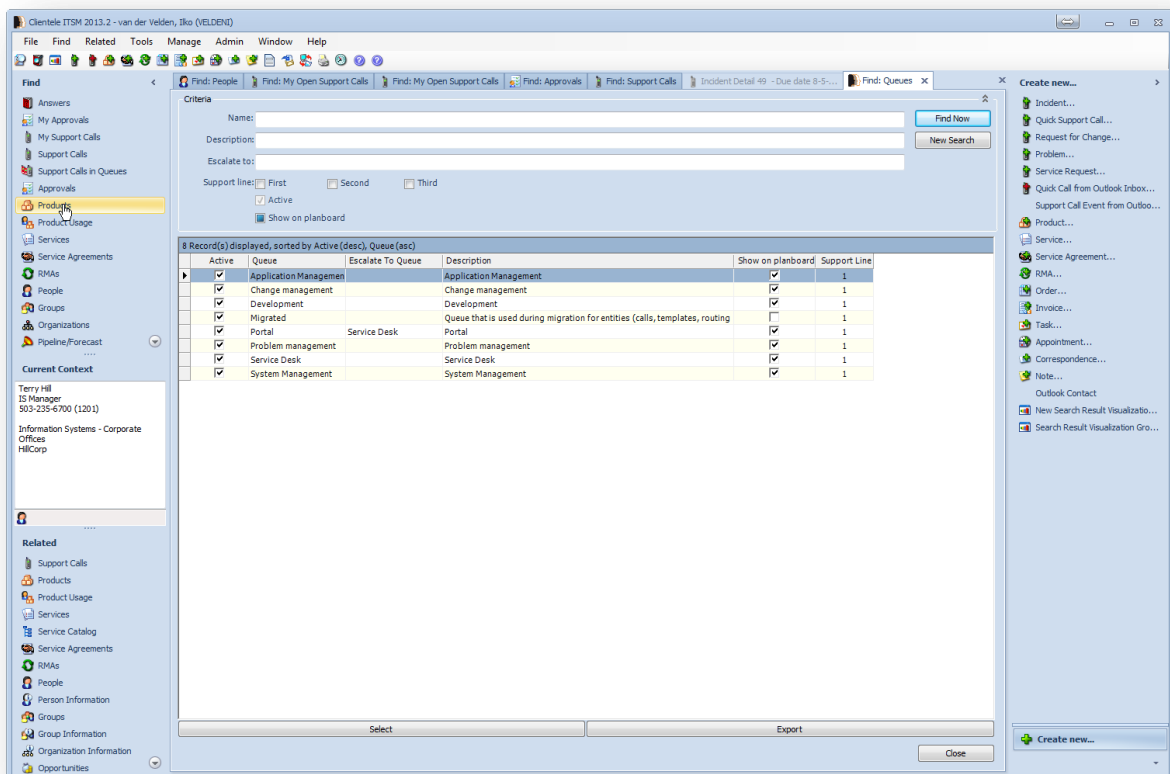 Clientele ITSM 2013.2 - van der Velden, Ilko (VELDENI)
File Find Related Tools Manage Admin Window Help
Find
Answers
My Approvals
My Support Calls
Support Calls
Support Calls in Queues
Approvals
Products
Product Usage
Services
Service Agreements
RMAs
People
Groups
Organizations
Pipeline/Forecast
Current Context
Terry Hill
IS Manager
503-235-6700 (1201)
Information Systems - Corporate
Offices
HillCorp
Related
Support Calls
Products
Product Usage
Services
Service Catalog
Service Agreements
RMAs
People
Person Information
Groups
Group Information
Organization Information
Opportunities
Find: People Find: My Open Support Calls Find: My Open Support Calls Find: Approvals Find: Support Calls Incident Detail 49 - Due date 8-5-... Find: Queues
Criteria
Name: Find Now
Description: New Search
Escalate to:
Support line: First Second Third
Active
Show on planboard
8 Record(s) displayed, sorted by Active (desc), Queue (asc)
Active Queue Escalate To Queue Description Show on planboard Support Line
Application Managemen Application Management 1
Change management Change management 1
Development Development 1
Migrated Queue that is used during migration for entities (calls, templates, routing 1
Portal Service Desk Portal 1
Problem management Problem management 1
Service Desk Service Desk 1
System Management System Management 1
Select Export
Close
Create new...
Incident...
Quick Support Call...
Request for Change...
Problem...
Service Request...
Quick Call from Outlook Inbox...
Support Call Event from Outloo...
Product...
Service...
Service Agreement...
RMA...
Order...
Invoice...
Task...
Appointment...
Correspondence...
Note...
Outlook Contact
New Search Result Visualizatio...
Search Result Visualization Gro...
Create new...